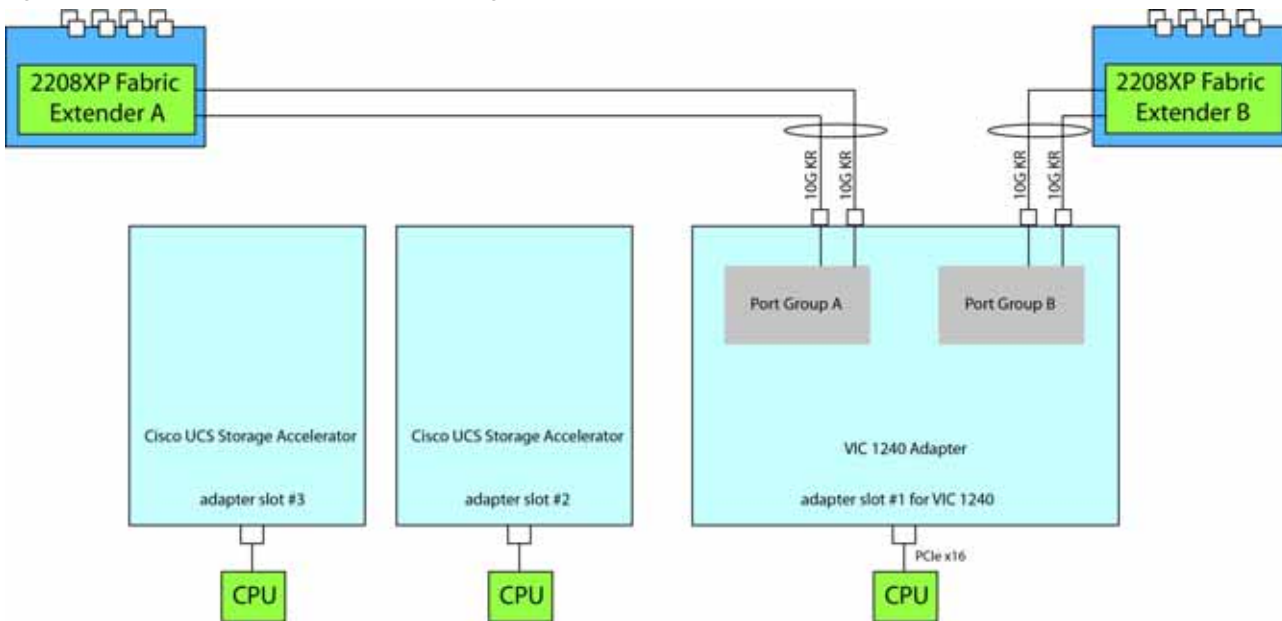 2208XP Fabric
Extender A
2208XP Fabric
Extender B
10G KR
10G KR
10G KR
10G KR
Port Group A
Port Group B
Cisco UCS Storage Accelerator
Cisco UCS Storage Accelerator
VIC 1240 Adapter
adapter slot #3
adapter slot #2
adapter slot #1 for VIC 1240
PCIe x16
CPU
CPU
CPU